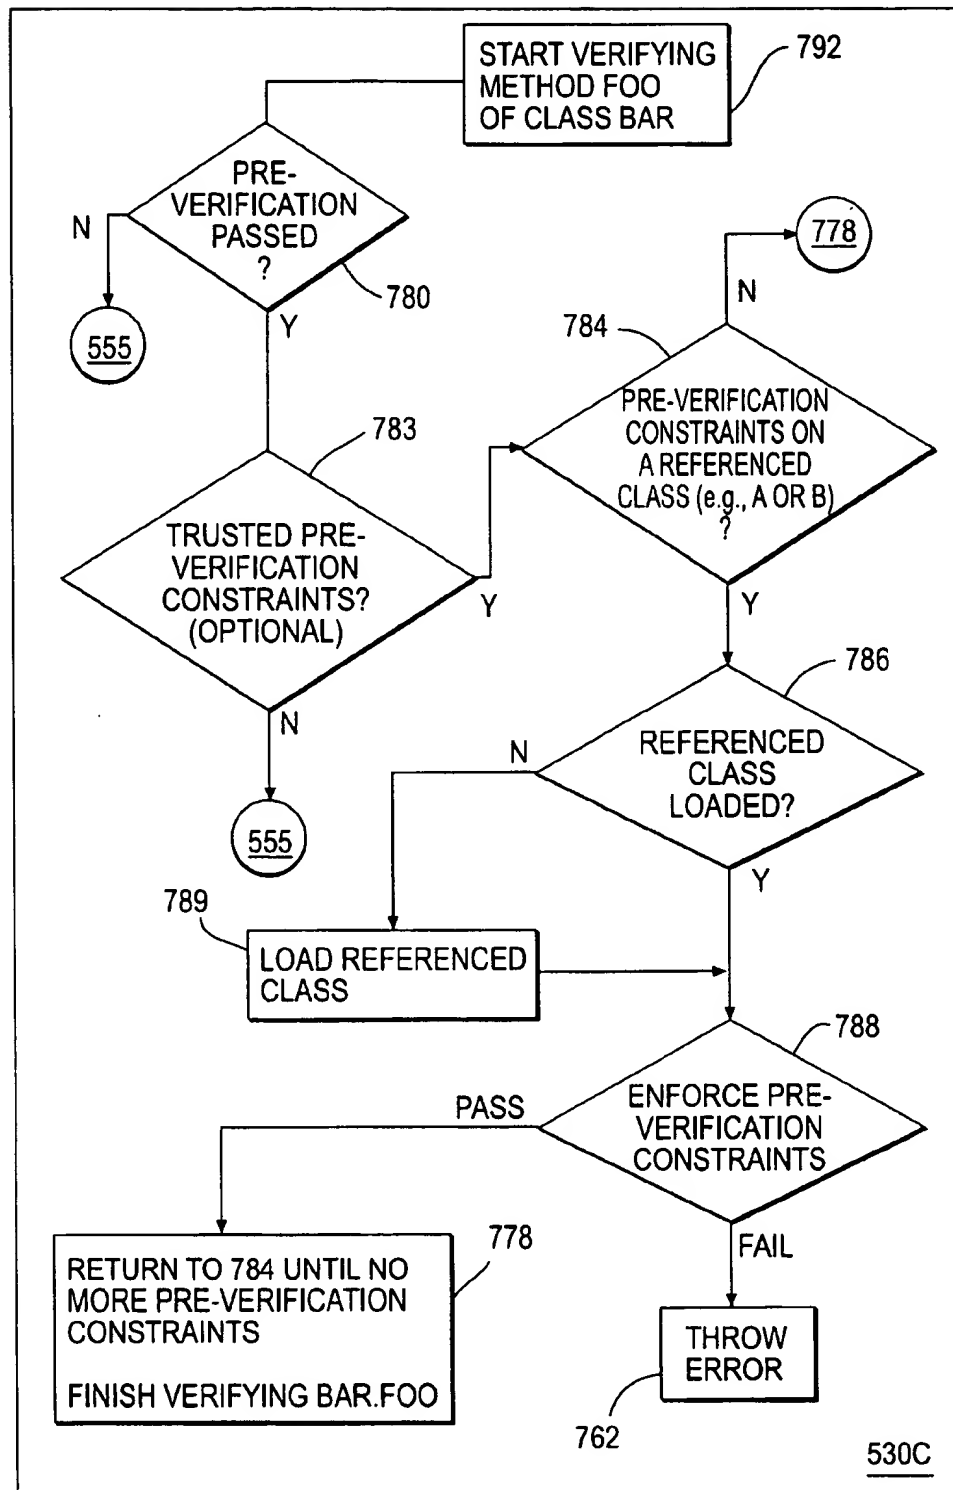 START VERIFYING
METHOD FOO
OF CLASS BAR
792
PRE-
VERIFICATION
PASSED
?
N
780
Y
555
778
N
784
PRE-VERIFICATION
CONSTRAINTS ON
A REFERENCED
CLASS (e.g., A OR B)
?
783
TRUSTED PRE-
VERIFICATION
CONSTRAINTS?
(OPTIONAL)
Y
Y
N
555
786
REFERENCED
CLASS
LOADED?
N
Y
789
LOAD REFERENCED
CLASS
788
ENFORCE PRE-
VERIFICATION
CONSTRAINTS
PASS
FAIL
778
RETURN TO 784 UNTIL NO
MORE PRE-VERIFICATION
CONSTRAINTS
FINISH VERIFYING BAR.FOO
THROW
ERROR
762
530C